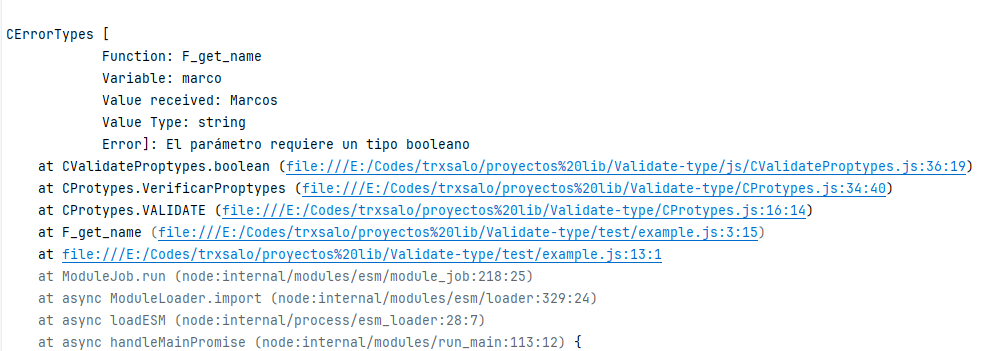 CErrorTypes [
Function: F_get_name
Variable: marco
Value received: Marcos
Value Type: string
Error]: El parámetro requiere un tipo booleano
at CValidateProptypes.boolean (file:///E:/Codes/trxsalo/proyectos%20lib/Validate-type/js/CValidateProptypes.js:36:19)
at CProtypes.VerificarProptypes (file:///E:/Codes/trxsalo/proyectos%20lib/Validate-type/CProtypes.js:34:40)
at CProtypes.VALIDATE (file:///E:/Codes/trxsalo/proyectos%20lib/Validate-type/CProtypes.js:16:14)
at F_get_name (file:///E:/Codes/trxsalo/proyectos%20lib/Validate-type/test/example.js:3:15)
at file:///E:/Codes/trxsalo/proyectos%20lib/Validate-type/test/example.js:13:1
at ModuleJob.run (node:internal/modules/esm/module_job:218:25)
at async ModuleLoader.import (node:internal/modules/esm/loader:329:24)
at async loadESM (node:internal/process/esm_loader:28:7)
at async handleMainPromise (node:internal/modules/run_main:113:12) {